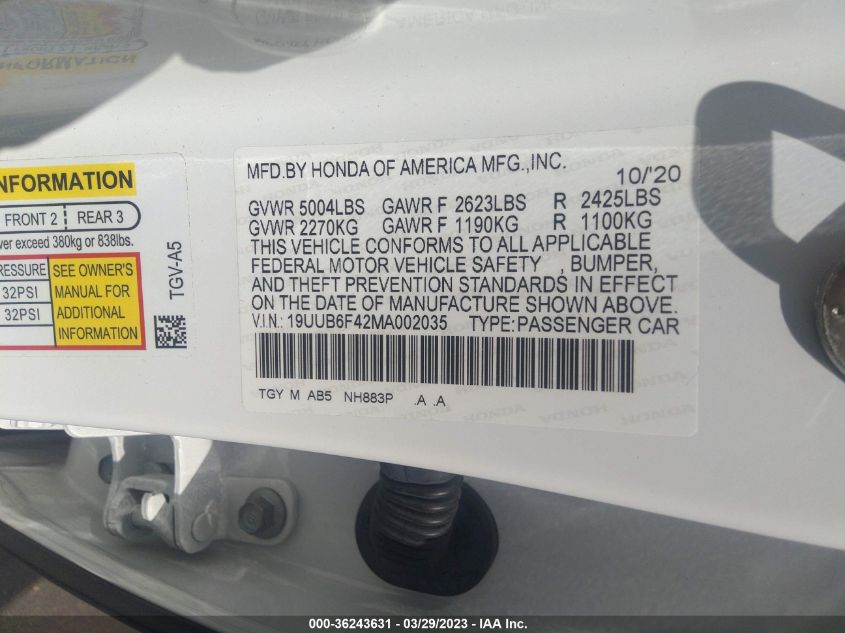 INFORMATION
FRONT 2 REAR 3
exceed 380kg or 838lbs.
32PSI
32PSI
SEE OWNER'S
MANUAL FOR
ADDITIONAL
INFORMATION
TGV-A5
MFD.BY HONDA OF AMERICA MFG.,INC. 10/'20
GVWR 5004LBS GAWR F 2623LBS R 2425LBS
GVWR 2270KG GAWR F 1190KG R 1100KG
THIS VEHICLE CONFORMS TO ALL APPLICABLE
FEDERAL MOTOR VEHICLE SAFETY , BUMPER,
AND THEFT PREVENTION STANDARDS IN EFFECT
ON THE DATE OF MANUFACTURE SHOWN ABOVE.
V.I.N.: 19UUB6F42MA002035 TYPE:PASSENGER CAR
TGY M AB5 NH883P .A .A
000-36243631 - 03/29/2023 - IAA Inc.